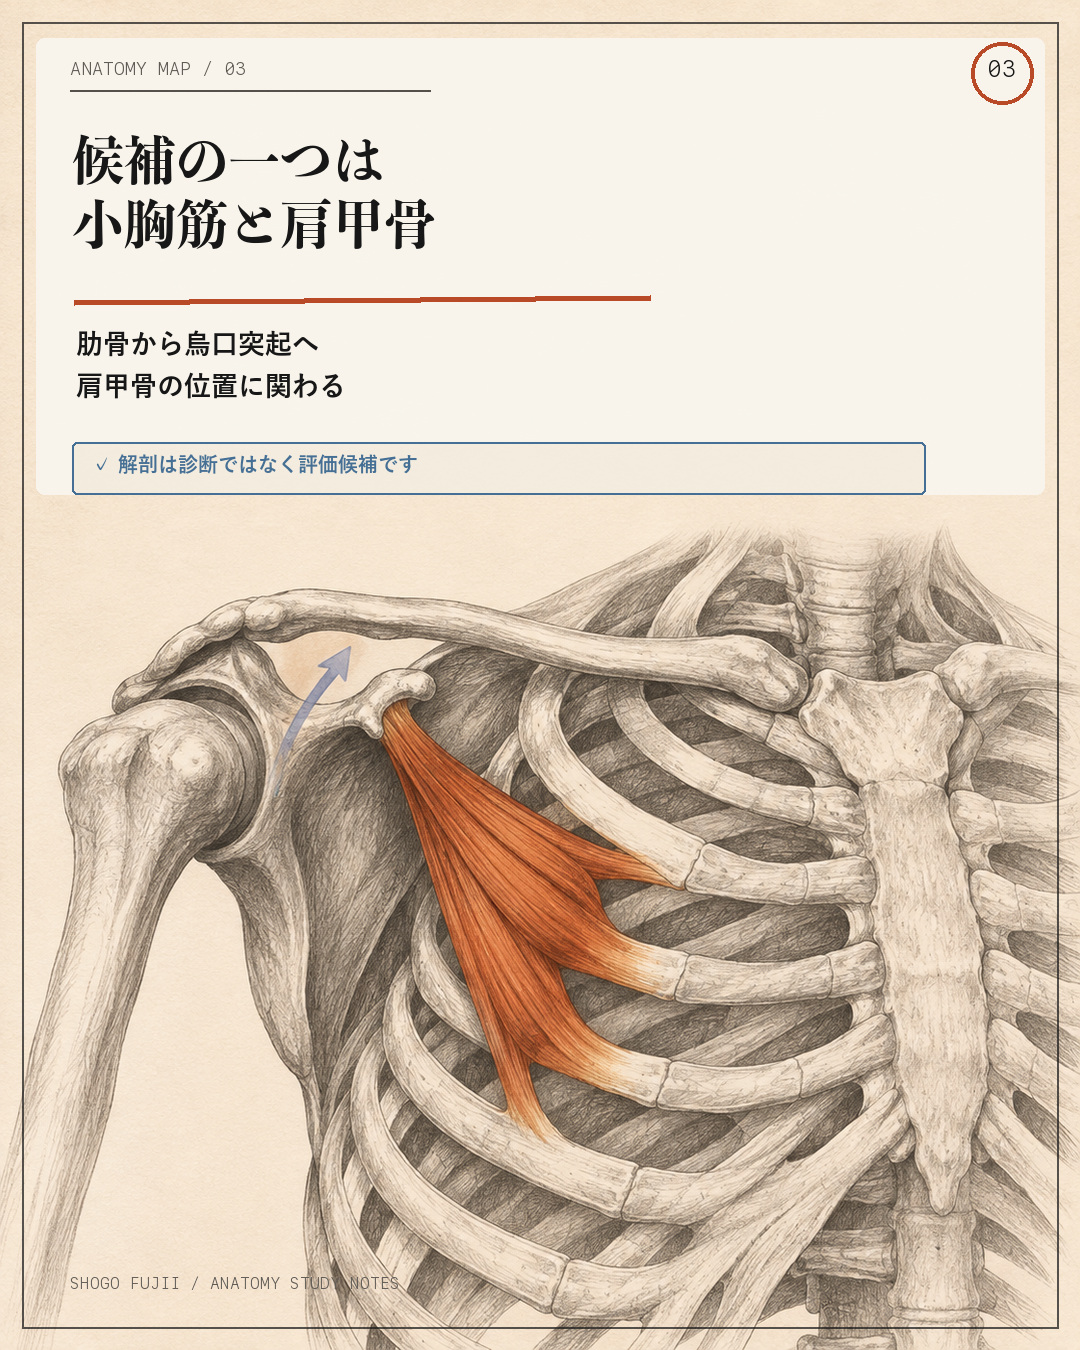 ANATOMY MAP / 03
03
候補の一つは
小胸筋と肩甲骨
肋骨から烏口突起へ
肩甲骨の位置に関わる
✓ 解剖は診断ではなく評価候補です
SHOGO FUJII / ANATOMY STUDY NOTES